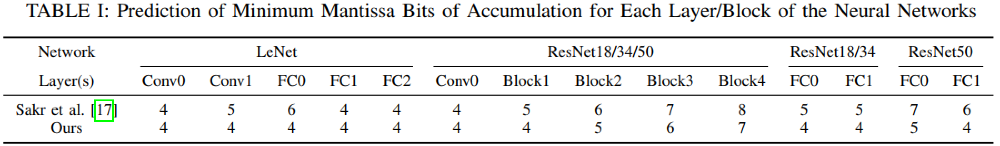 TABLE I: Prediction of Minimum Mantissa Bits of Accumulation for Each Layer/Block of the Neural Networks
Network LeNet ResNet18/34/50 ResNet18/34 ResNet50
Layer(s) Conv0 Conv1 FC0 FC1 FC2 Conv0 Block1 Block2 Block3 Block4 FC0 FC1 FC0 FC1
Sakr et al. [17] 4 5 6 4 4 4 5 6 7 8 5 5 7 6
Ours 4 4 4 4 4 4 4 5 6 7 4 4 5 4